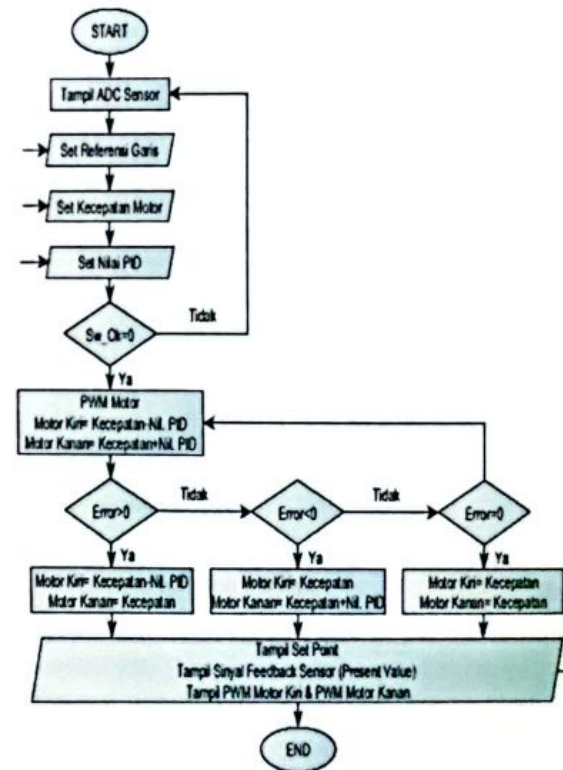 START
Tampil ADC Sensor
Set Referensi Garis
Set Kecepatan Motor
Set Nilai PID
Tidak
Sw_Ok=0
Ya
PWM Motor
Motor Kiri= Kecepatan-Nil. PID
Motor Kanan= Kecepatan+Nil. PID
Error>0
Tidak
Error<0
Tidak
Error=0
Ya
Ya
Ya
Motor Kiri= Kecepatan-Nil. PID
Motor Kanan= Kecepatan
Motor Kiri= Kecepatan
Motor Kanan= Kecepatan+Nil. PID
Motor Kiri= Kecepatan
Motor Kanan= Kecepatan
Tampil Set Point
Tampil Sinyal Feedback Sensor (Present Value)
Tampil PWM Motor Kiri & PWM Motor Kanan
END